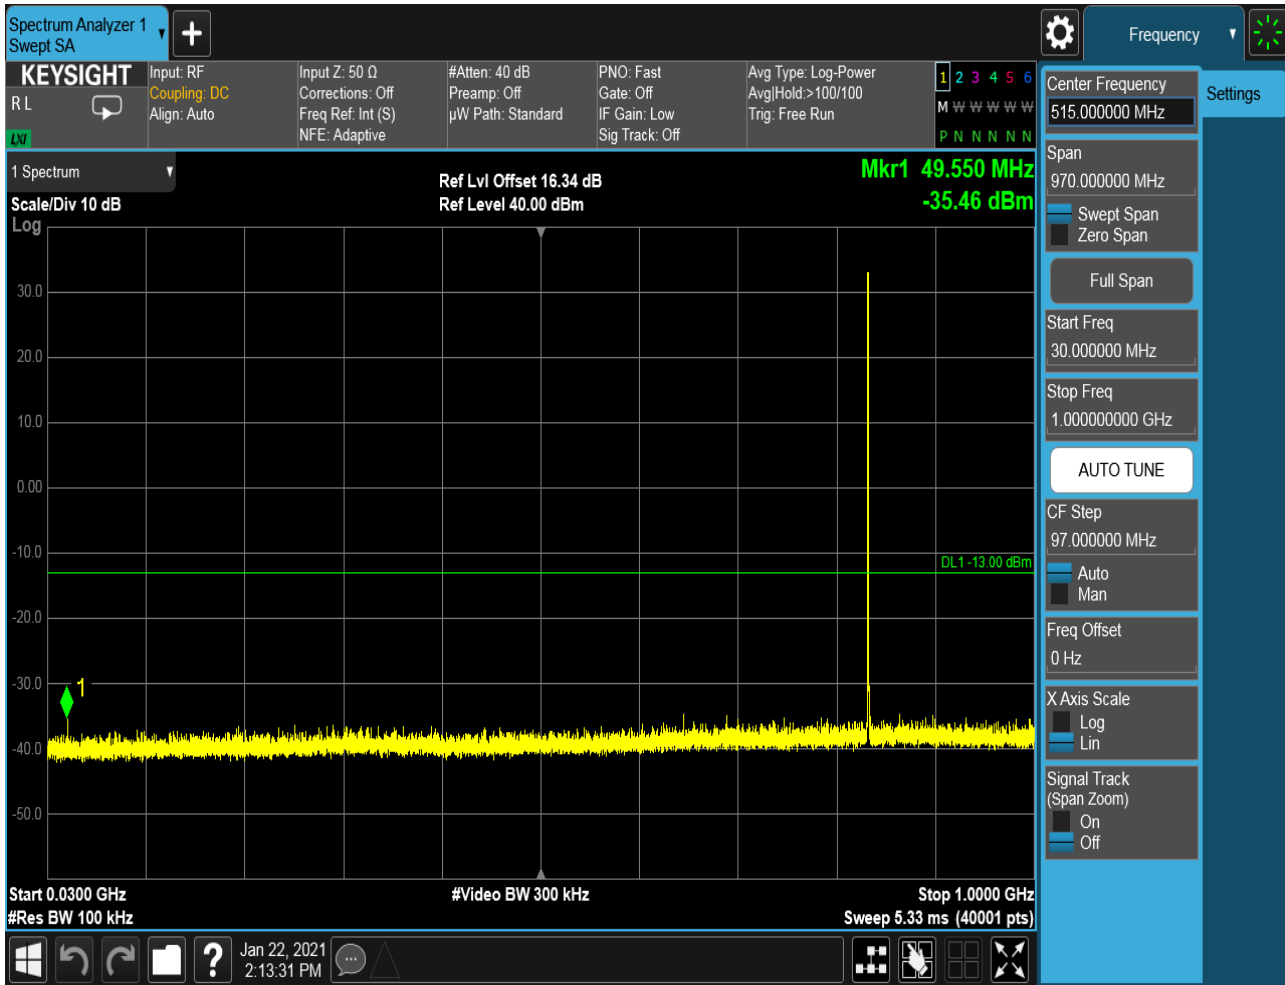 Spectrum Analyzer 1
Swept SA
Frequency
KEYSIGHT
R L
LXI
Input: RF
Coupling: DC
Align: Auto
Input Z: 50 Ω
Corrections: Off
Freq Ref: Int (S)
NFE: Adaptive
#Atten: 40 dB
Preamp: Off
µW Path: Standard
PNO: Fast
Gate: Off
IF Gain: Low
Sig Track: Off
Avg Type: Log-Power
Avg|Hold:>100/100
Trig: Free Run
1 2 3 4 5 6
M W W W W W
P N N N N N
1 Spectrum
Scale/Div 10 dB
Log
Ref Lvl Offset 16.34 dB
Ref Level 40.00 dBm
Mkr1 49.550 MHz
-35.46 dBm
30.0
20.0
10.0
0.00
-10.0
DL1 -13.00 dBm
-20.0
-30.0
1
-40.0
-50.0
Start 0.0300 GHz
#Res BW 100 kHz
#Video BW 300 kHz
Stop 1.0000 GHz
Sweep 5.33 ms (40001 pts)
Jan 22, 2021
2:13:31 PM
Center Frequency
515.000000 MHz
Settings
Span
970.000000 MHz
Swept Span
Zero Span
Full Span
Start Freq
30.000000 MHz
Stop Freq
1.000000000 GHz
AUTO TUNE
CF Step
97.000000 MHz
Auto
Man
Freq Offset
0 Hz
X Axis Scale
Log
Lin
Signal Track
(Span Zoom)
On
Off